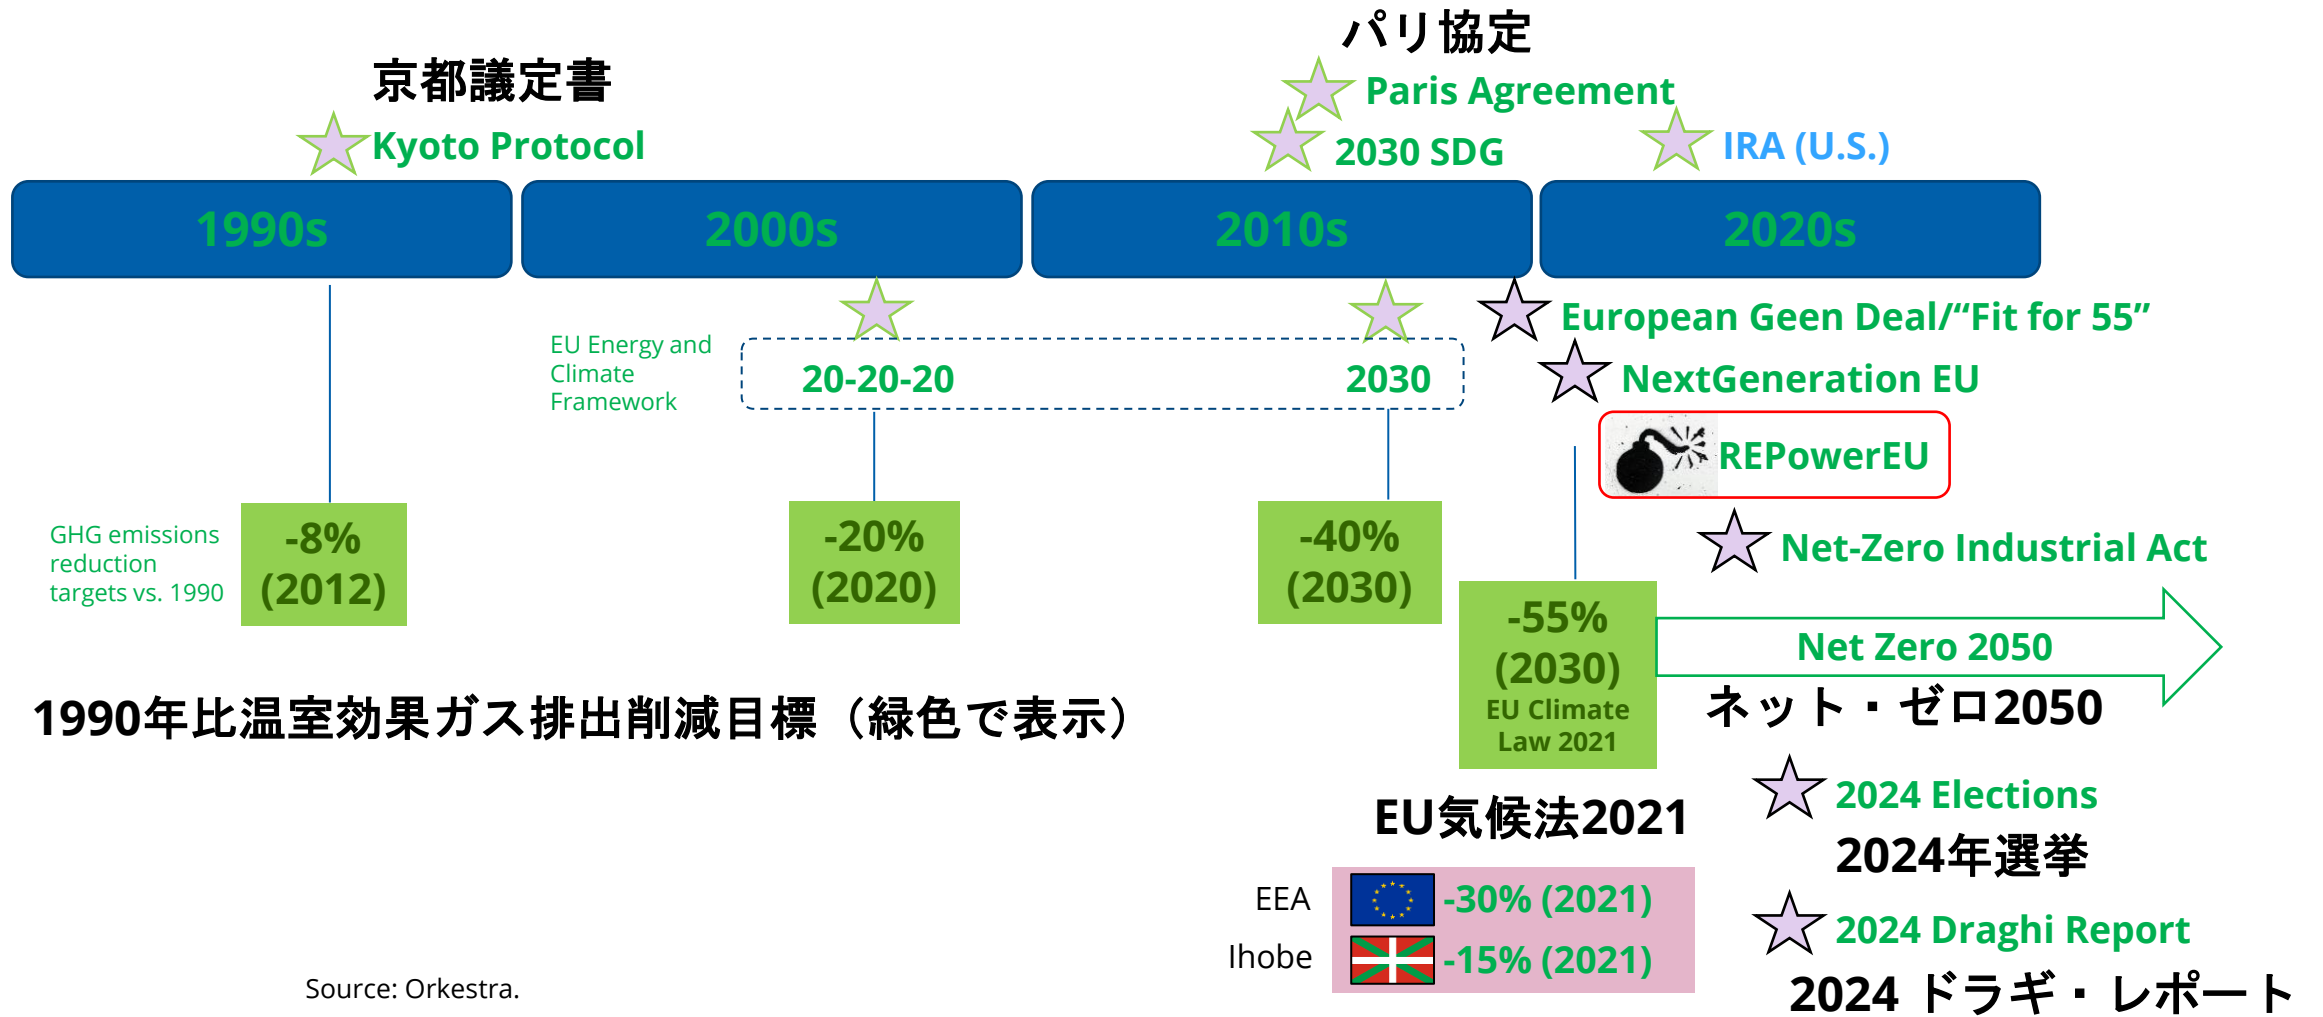 パリ協定
京都議定書
Paris Agreement
Kyoto Protocol
2030 SDG
IRA (U.S.)
1990s
2000s
2010s
2020s
European Geen Deal/“Fit for 55”
EU Energy and
Climate
Framework
20-20-20
2030
NextGeneration EU
REPowerEU
GHG emissions
reduction
targets vs. 1990
-8%
(2012)
-20%
(2020)
-40%
(2030)
Net-Zero Industrial Act
-55%
(2030)
EU Climate
Law 2021
Net Zero 2050
1990年比温室効果ガス排出削減目標（緑色で表示）
ネット・ゼロ2050
EU気候法2021
2024 Elections
2024年選挙
EEA
-30% (2021)
Ihobe
-15% (2021)
2024 Draghi Report
2024 ドラギ・レポート
Source: Orkestra.